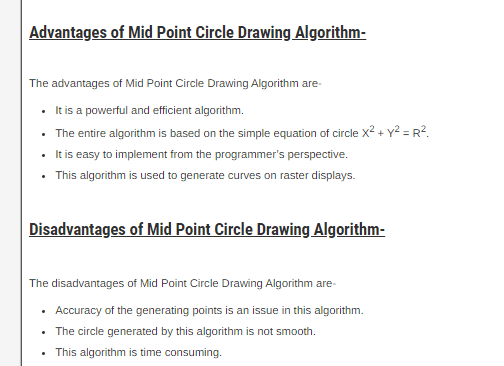 Advantages of Mid Point Circle Drawing Algorithm-
The advantages of Mid Point Circle Drawing Algorithm are-
• It is a powerful and efficient algorithm.
• The entire algorithm is based on the simple equation of circle X² + Y² = R².
• It is easy to implement from the programmer's perspective.
• This algorithm is used to generate curves on raster displays.
Disadvantages of Mid Point Circle Drawing Algorithm-
The disadvantages of Mid Point Circle Drawing Algorithm are-
• Accuracy of the generating points is an issue in this algorithm.
• The circle generated by this algorithm is not smooth.
• This algorithm is time consuming.